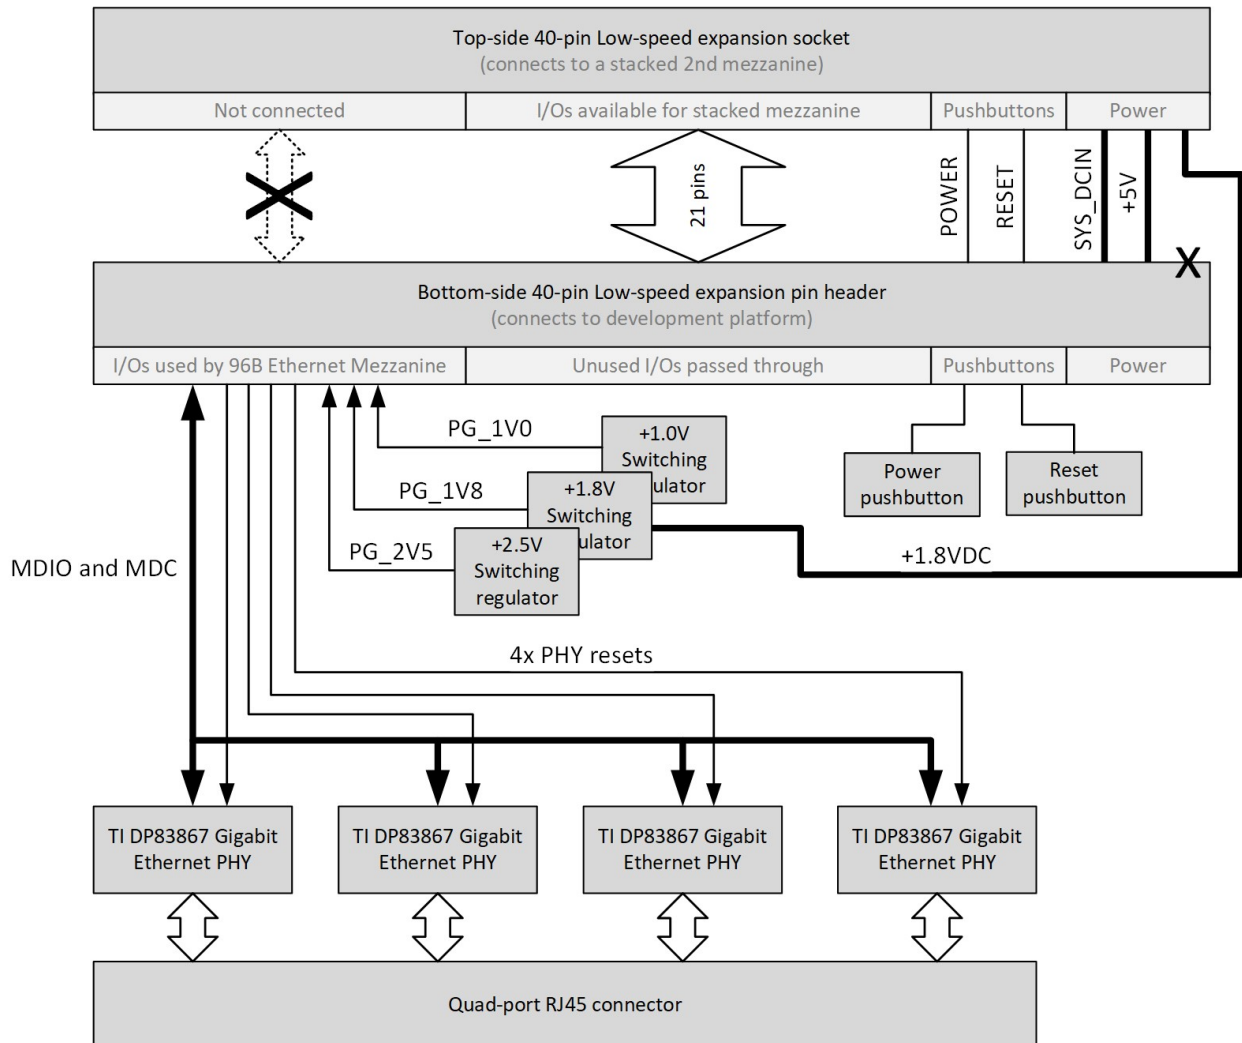 Top-side 40-pin Low-speed expansion socket
(connects to a stacked 2nd mezzanine)
Not connected
I/Os available for stacked mezzanine
Pushbuttons
Power
21 pins
POWER
RESET
SYS_DCIN
+5V
X
Bottom-side 40-pin Low-speed expansion pin header
(connects to development platform)
I/Os used by 96B Ethernet Mezzanine
Unused I/Os passed through
Pushbuttons
Power
PG_1V0
+1.0V
Switching
ulator
PG_1V8
+1.8V
Switching
ulator
PG_2V5
+2.5V
Switching
regulator
Power
pushbutton
Reset
pushbutton
+1.8VDC
MDIO and MDC
4x PHY resets
TI DP83867 Gigabit
Ethernet PHY
TI DP83867 Gigabit
Ethernet PHY
TI DP83867 Gigabit
Ethernet PHY
TI DP83867 Gigabit
Ethernet PHY
Quad-port RJ45 connector